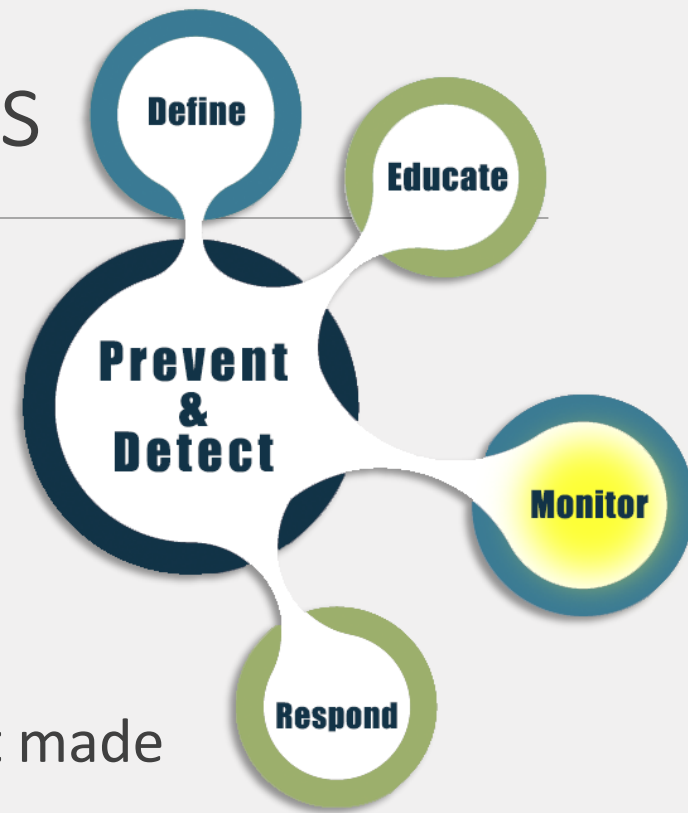 S
Define
Educate
Prevent
&
Detect
Monitor
Respond
made